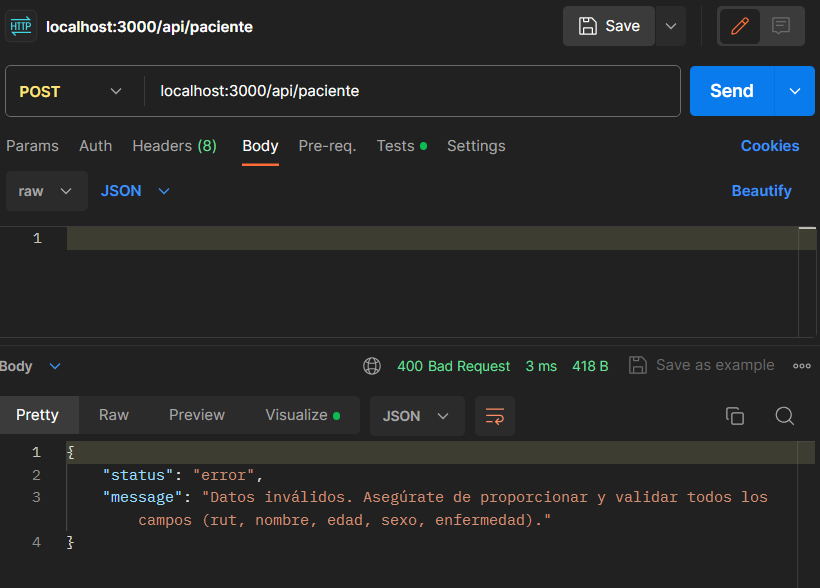 HTTP localhost:3000/api/paciente Save
POST localhost:3000/api/paciente Send
Params Auth Headers (8) Body Pre-req. Tests Settings Cookies
raw JSON Beautify
1
Body 400 Bad Request 3 ms 418 B Save as example
Pretty Raw Preview Visualize JSON
1 {
2 "status": "error",
3 "message": "Datos inválidos. Asegúrate de proporcionar y validar todos los
campos (rut, nombre, edad, sexo, enfermedad)."
4 }